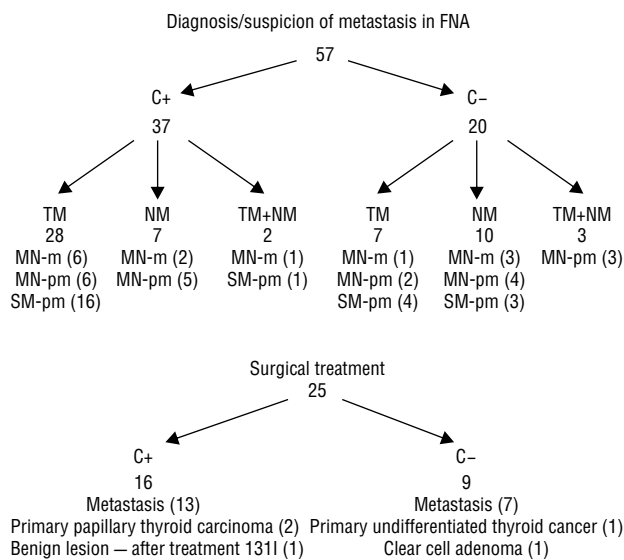 Diagnosis/suspicion of metastasis in FNA
57
C+ C−
37 20
TM NM TM+NM TM NM TM+NM
28 7 2 7 10 3
MN-m (6) MN-m (2) MN-m (1) MN-m (1) MN-m (3) MN-pm (3)
MN-pm (6) MN-pm (5) SM-pm (1) MN-pm (2) MN-pm (4)
SM-pm (16) SM-pm (4) SM-pm (3)
Surgical treatment
25
C+ C−
16 9
Metastasis (13) Metastasis (7)
Primary papillary thyroid carcinoma (2) Primary undifferentiated thyroid cancer (1)
Benign lesion — after treatment 131I (1) Clear cell adenoma (1)